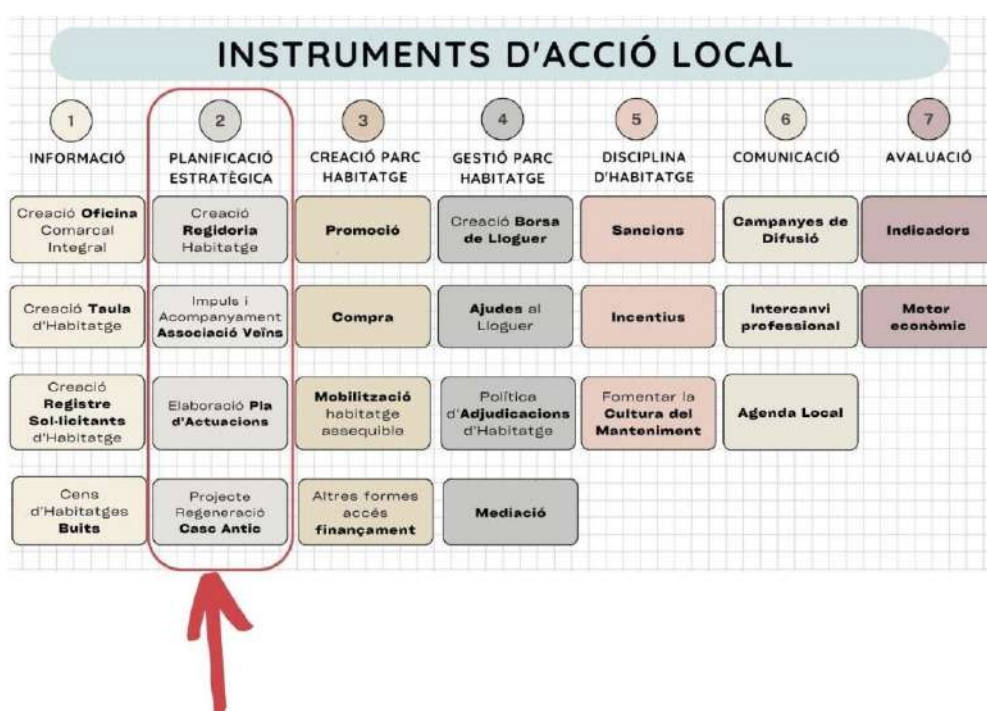 INSTRUMENTS D'ACCIÓ LOCAL
1
INFORMACIÓ
Creació Oficina
Comarcal
Integral
Creació Taula
d'Habitatge
Creació
Registre
Sol·licitants
d'Habitatge
Cens
d'Habitatges
Buits
2
PLANIFICACIÓ
ESTRATÈGICA
Creació
Regidoria
Habitatge
Impuls i
Acompanyament
Associació Veïns
Elaboració Pla
d'Actuacions
Projecte
Regeneració
Casc Antic
3
CREACIÓ PARC
HABITATGE
Promoció
Compra
Mobilització
habitatge
assequible
Altres formes
accés
finançament
4
GESTIÓ PARC
HABITATGE
Creació Borsa
de Lloguer
Ajudes al
Lloguer
Política
d'Adjudicacions
d'Habitatge
Mediació
5
DISCIPLINA
D'HABITATGE
Sancions
Incentius
Fomentar la
Cultura del
Manteniment
6
COMUNICACIÓ
Campanyes de
Difusió
Intercanvi
professional
Agenda Local
7
AVALUACIÓ
Indicadors
Motor
econòmic